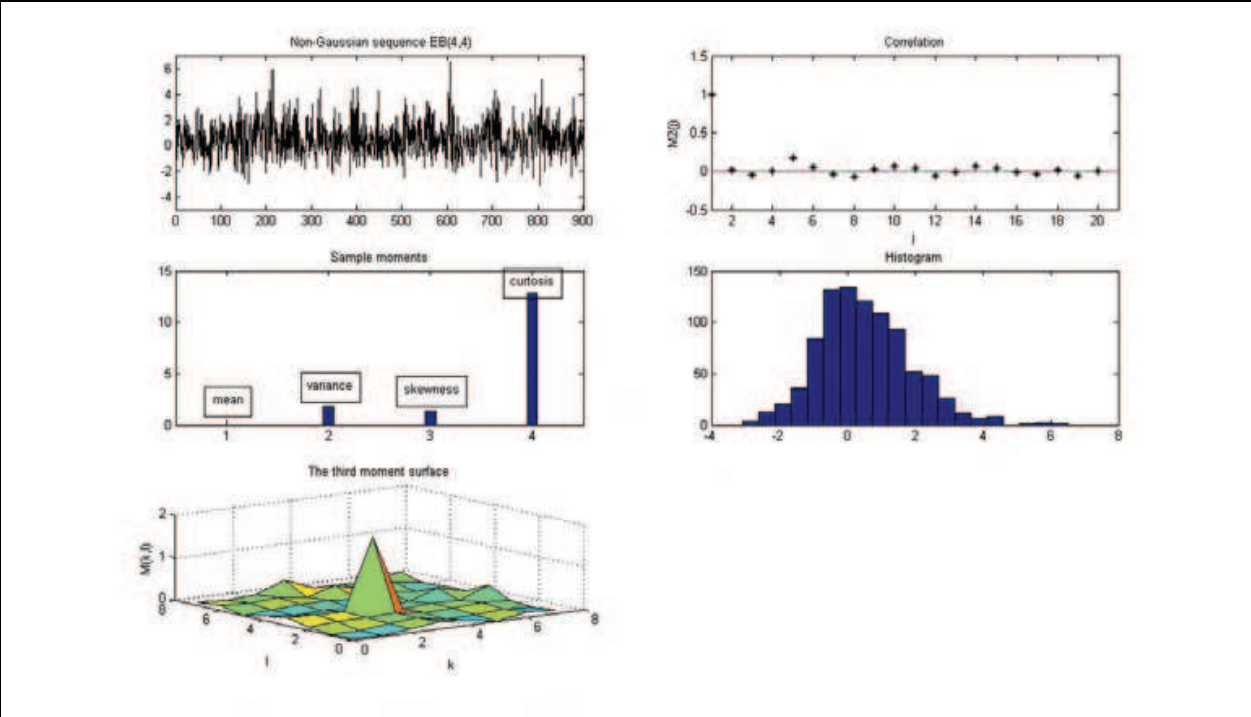 Non-Gaussian sequence EB(4,4)
6
4
2
0
-2
-4
0 100 200 300 400 500 600 700 800 900
Correlation
1.5
1
0.5
0
-0.5
M2(j)
2 4 6 8 10 12 14 16 18 20
j
Sample moments
15
10
5
0
mean
variance
skewness
curtosis
1 2 3 4
Histogram
150
100
50
0
-4 -2 0 2 4 6 8
The third moment surface
2
1
0
M(k,l)
8 6 4 2 0
l
0 2 4 6 8
k